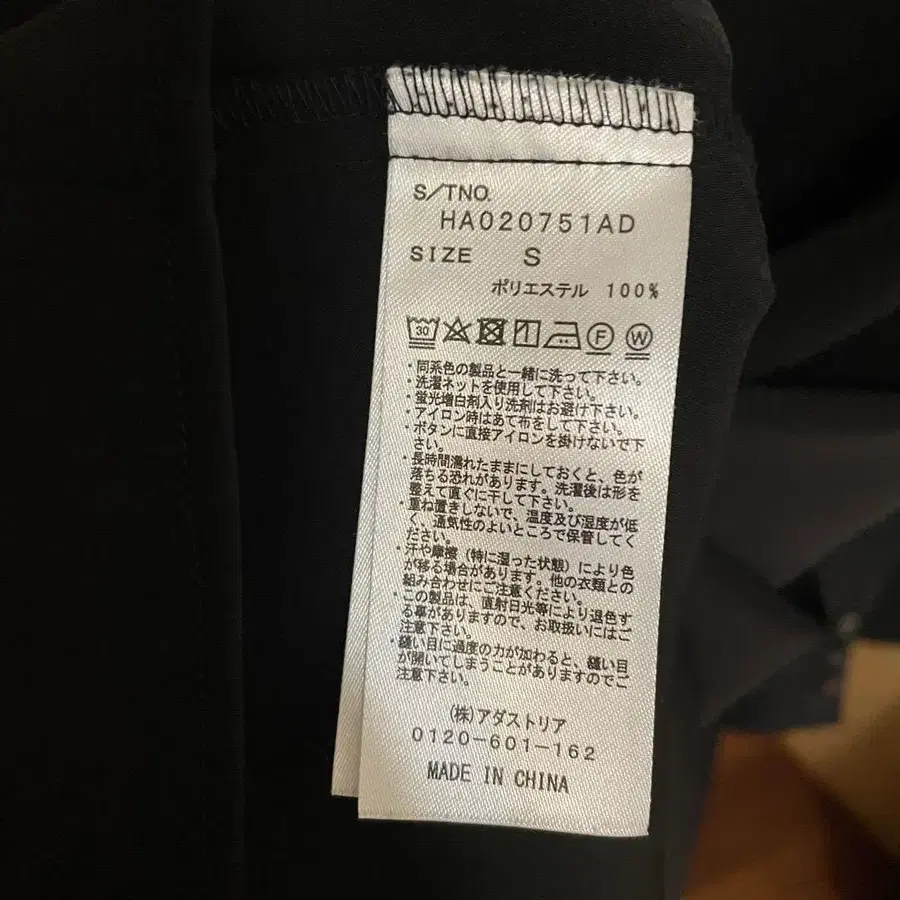 S/TNO.
HA020751AD
SIZE S
ポリエステル 100%
30
F W
・同系色の製品と一緒に洗って下さい。
・洗濯ネットを使用して下さい。
・蛍光増白剤入り洗剤はお避け下さい。
・アイロン時はあて布をして下さい。
・ボタンに直接アイロンを掛けないで下
さい。
・長時間濡れたままにしておくと、色が
落ちる恐れがあります。洗濯後は形を
整えて直ぐに干して下さい。
・重ね置きしないで、温度及び湿度が低
く、通気性のよいところで保管してく
ださい。
・汗や摩擦（特に湿った状態）により色
が移る場合があります。他の衣類との
組み合わせにご注意ください。
・この製品は、直射日光等により退色す
る事がありますので、お取扱いにはご
注意下さい。
・縫い目に過度の力が加わると、縫い目
が開いてしまうことがありますのでご
注意下さい。
(株)アダストリア
0120-601-162
MADE IN CHINA